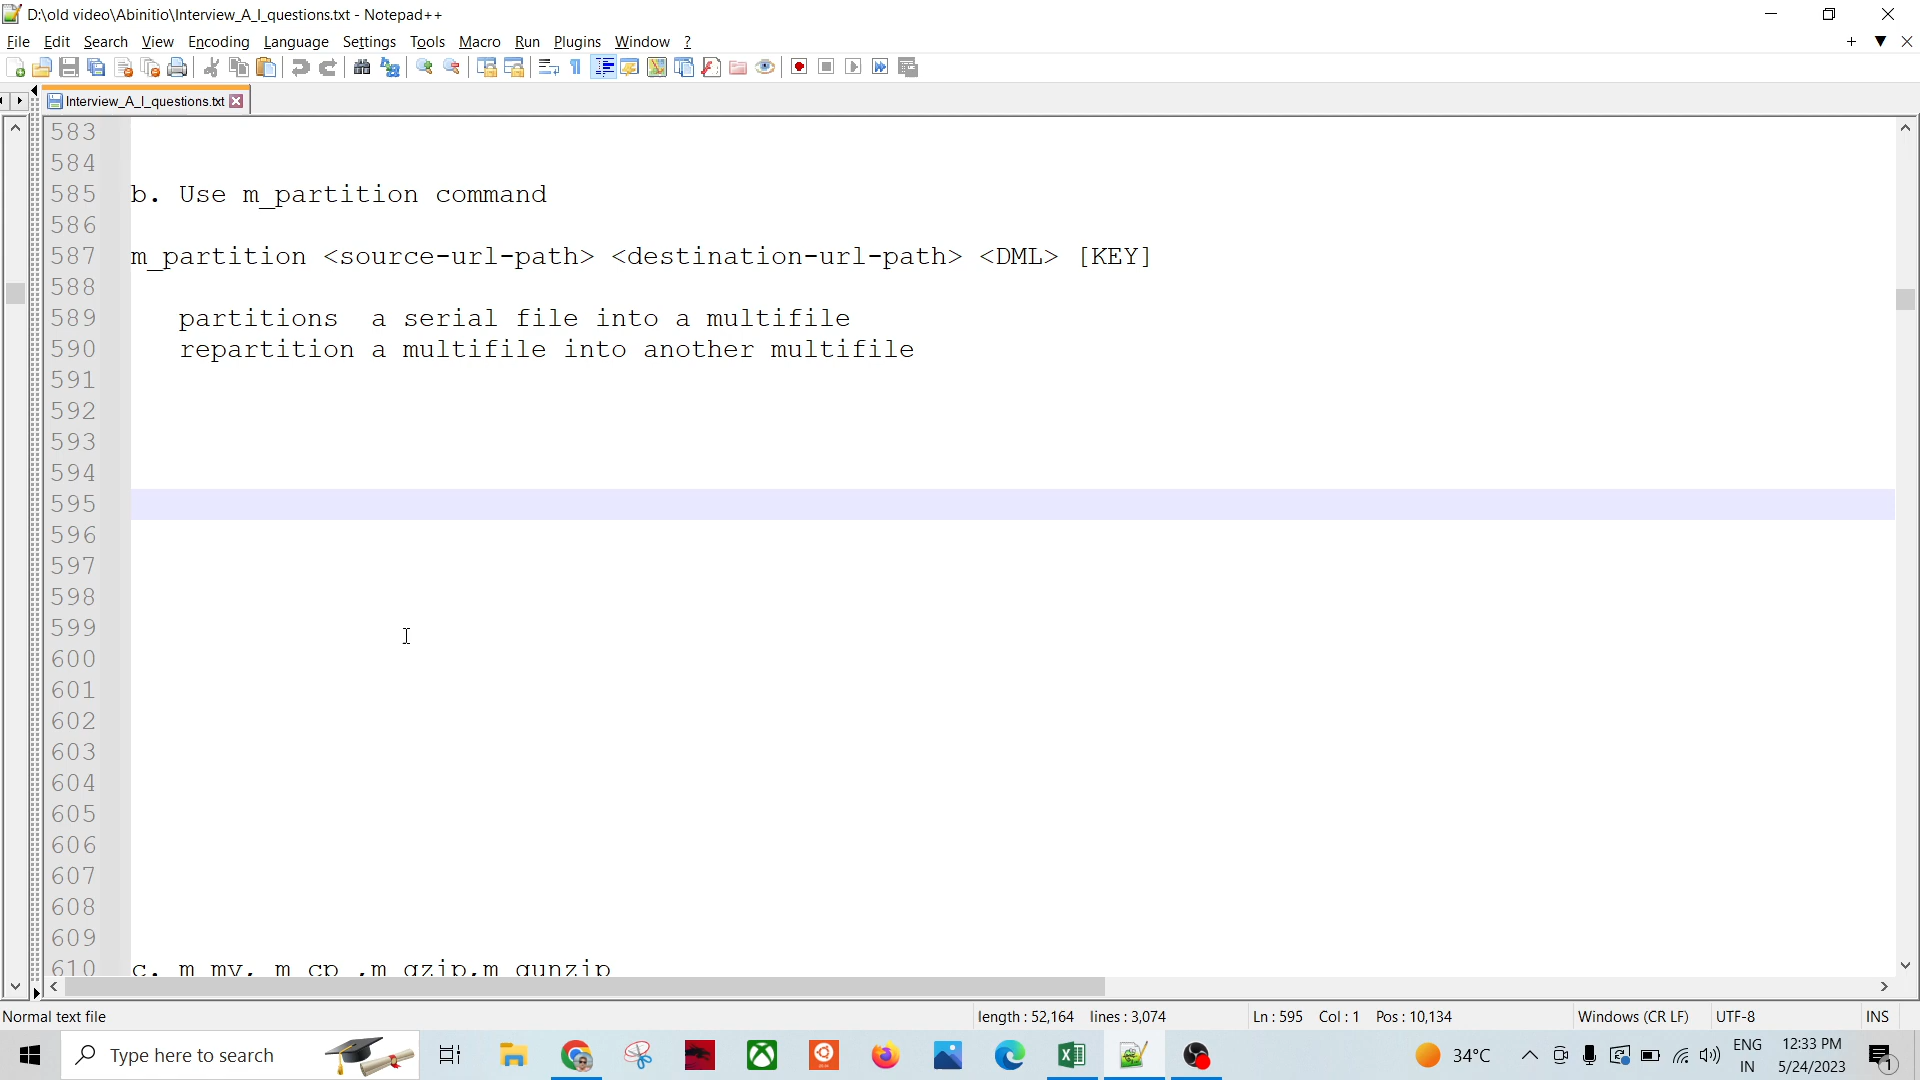 D:\old video\Abinitio\Interview_A_I_questions.txt - Notepad++
File Edit Search View Encoding Language Settings Tools Macro Run Plugins Window ?
Interview_A_I_questions.txt
583
584
585 b. Use m_partition command
586
587 m_partition <source-url-path> <destination-url-path> <DML> [KEY]
588
589 partitions  a serial file into a multifile
590 repartition a multifile into another multifile
591
592
593
594
595
596
597
598
599
600
601
602
603
604
605
606
607
608
609
610 c. m_mv, m_cp ,m_gzip,m_gunzip
Normal text file length : 52,164 lines : 3,074 Ln : 595 Col : 1 Pos : 10,134 Windows (CR LF) UTF-8 INS
Type here to search 34°C ENG IN 12:33 PM 5/24/2023 1